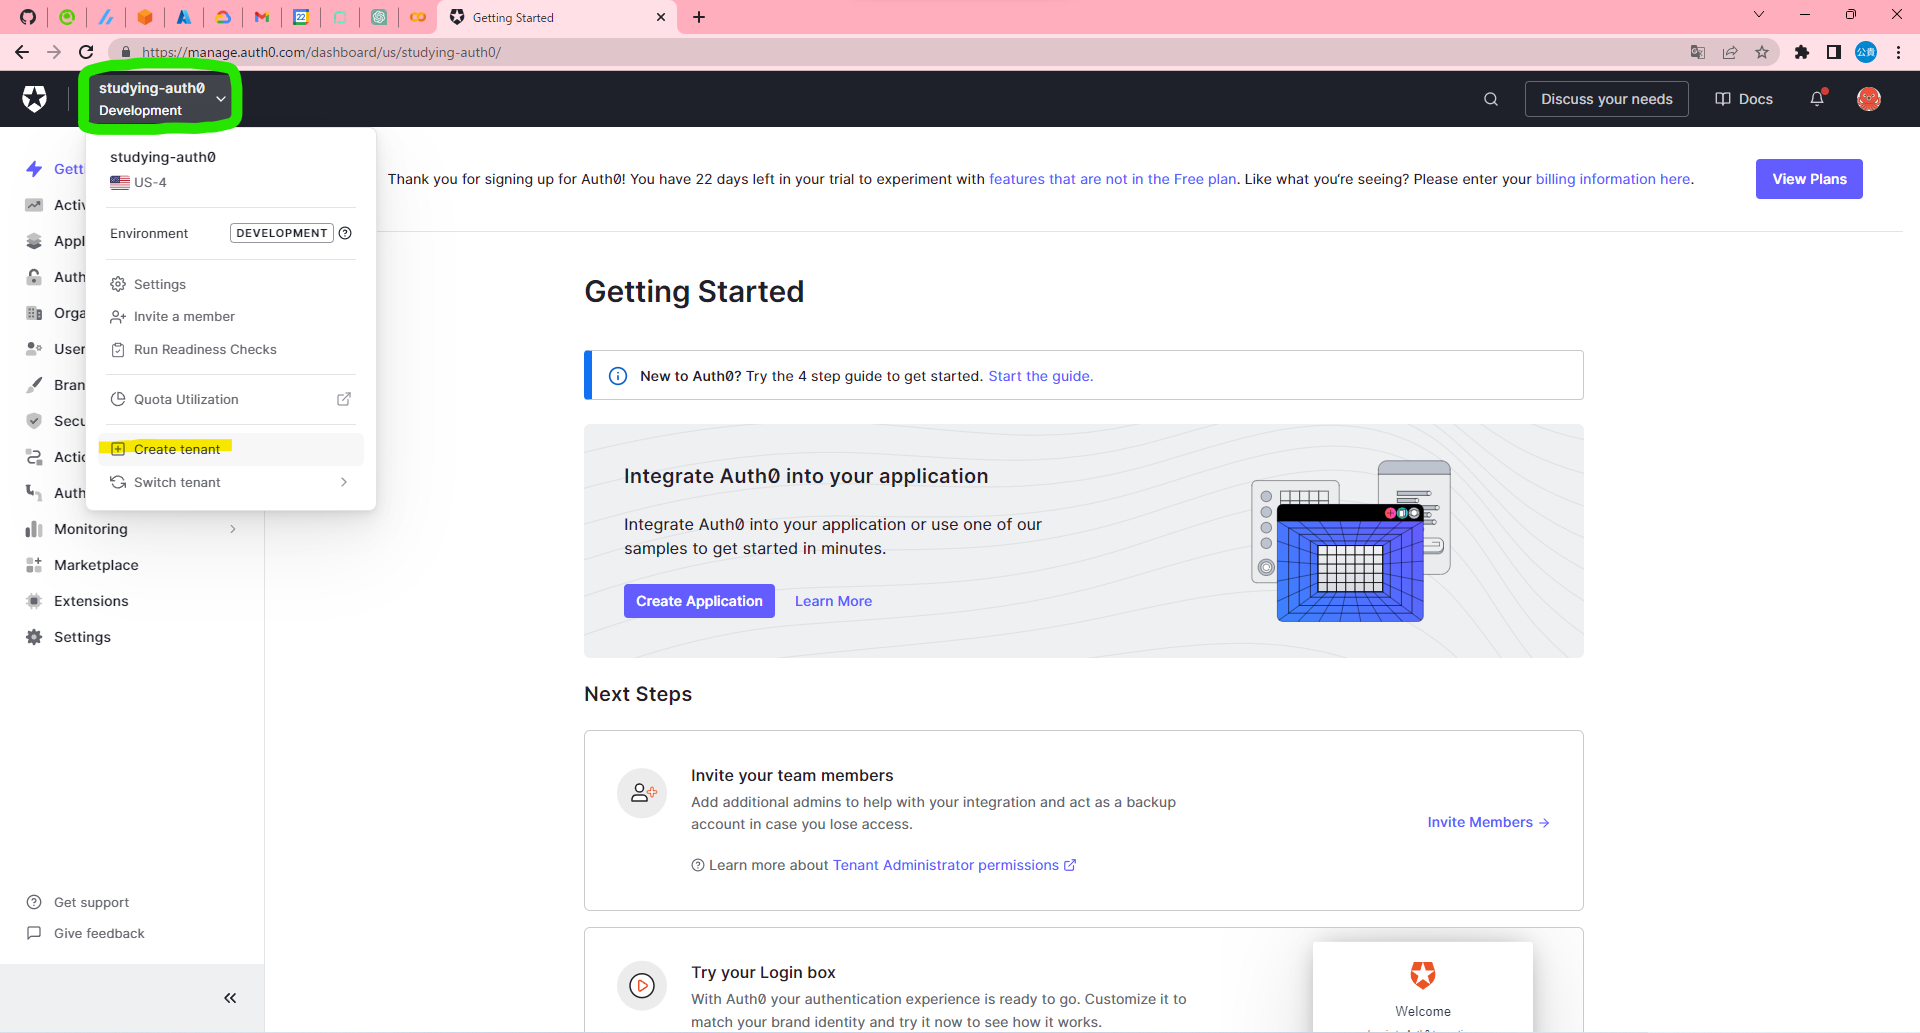 Getting Started
https://manage.auth0.com/dashboard/us/studying-auth0/
公貴
studying-auth0
Development
Discuss your needs
Docs
studying-auth0
US-4
Environment
DEVELOPMENT
Settings
Invite a member
Run Readiness Checks
Quota Utilization
Create tenant
Switch tenant
Getti
Activ
Appl
Auth
Orga
User
Bran
Secu
Actio
Auth
Monitoring
Marketplace
Extensions
Settings
Get support
Give feedback
Thank you for signing up for Auth0! You have 22 days left in your trial to experiment with features that are not in the Free plan. Like what you're seeing? Please enter your billing information here.
View Plans
Getting Started
New to Auth0? Try the 4 step guide to get started. Start the guide.
Integrate Auth0 into your application
Integrate Auth0 into your application or use one of our
samples to get started in minutes.
Create Application
Learn More
Next Steps
Invite your team members
Add additional admins to help with your integration and act as a backup
account in case you lose access.
Learn more about Tenant Administrator permissions
Invite Members →
Try your Login box
With Auth0 your authentication experience is ready to go. Customize it to
match your brand identity and try it now to see how it works.
Welcome